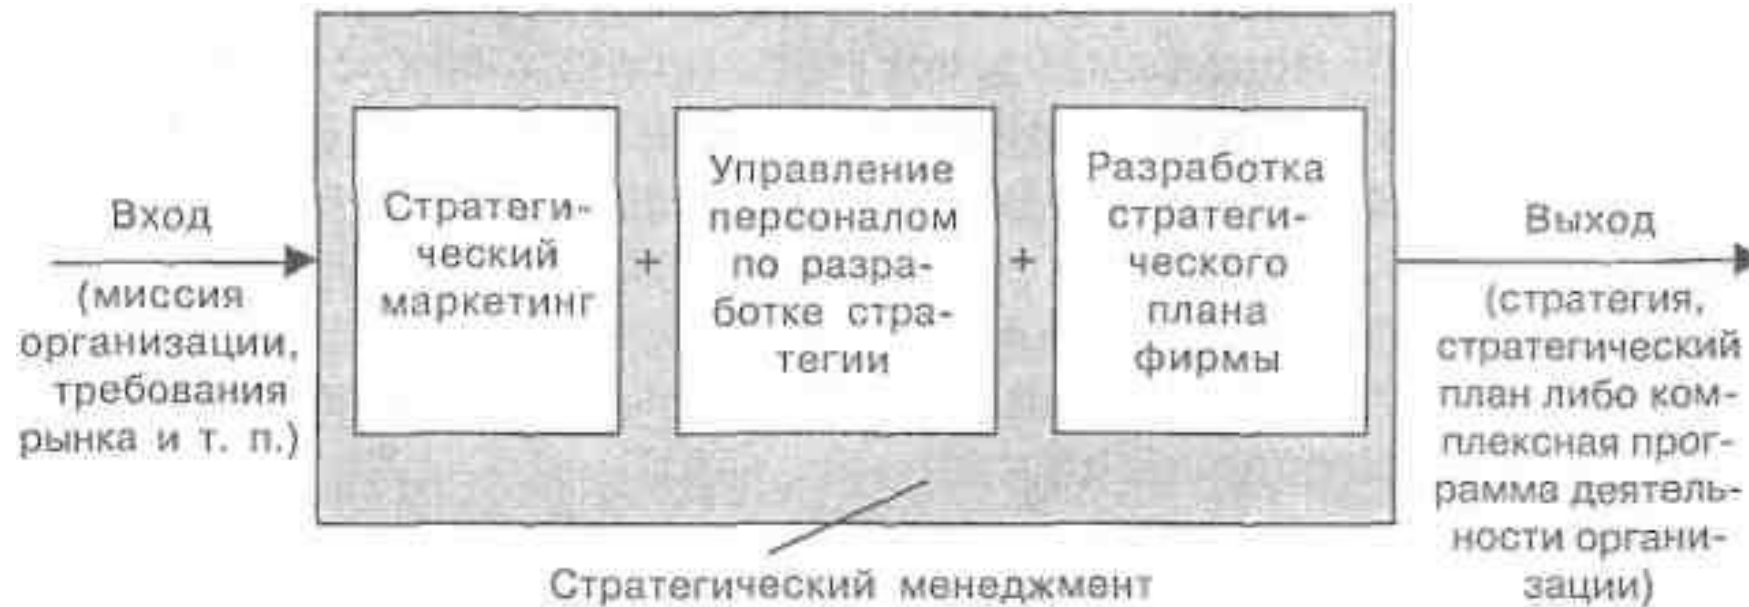 Вход
(миссия
организации,
требования
рынка и т. п.)
Стратеги-
ческий
маркетинг
+
Управление
персоналом
по разра-
ботке стра-
тегии
+
Разработка
стратеги-
ческого
плана
фирмы
Выход
(стратегия,
стратегический
план либо ком-
плексная прог-
рамма деятель-
ности органи-
зации)
Стратегический менеджмент